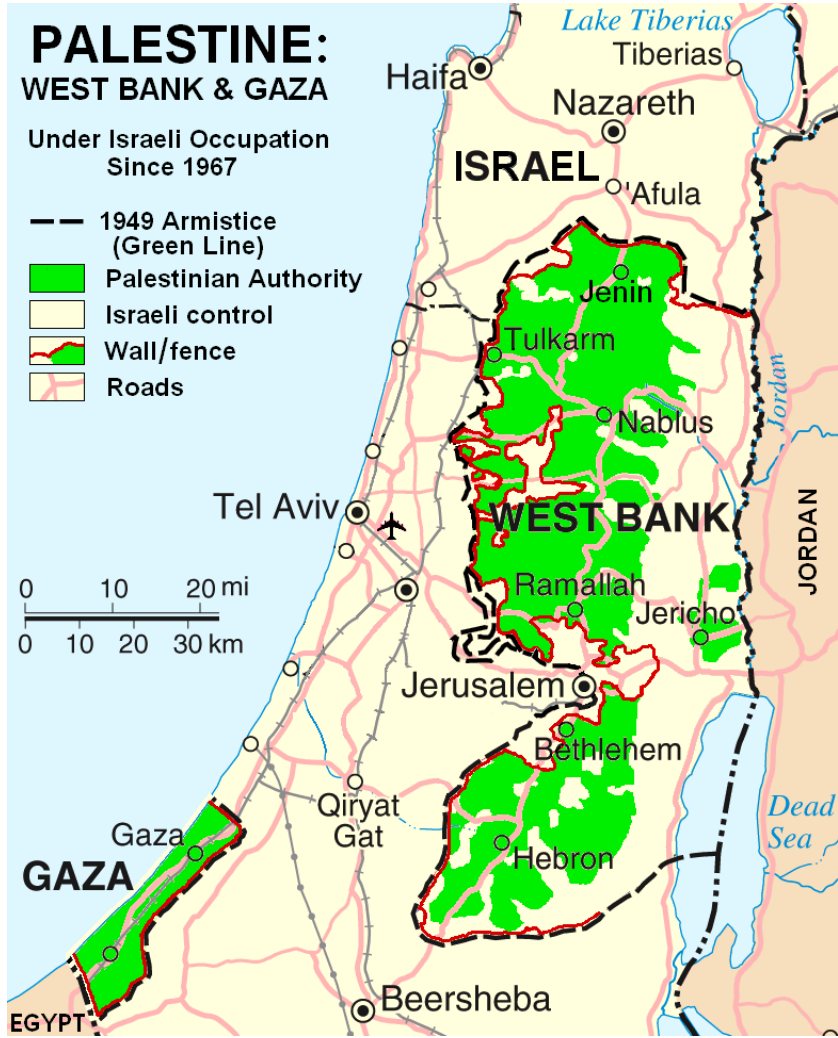 PALESTINE:
WEST BANK & GAZA
Under Israeli Occupation
Since 1967
1949 Armistice
(Green Line)
Palestinian Authority
Israeli control
Wall/fence
Roads
Lake Tiberias
Tiberias
Haifa
Nazareth
ISRAEL
'Afula
Jenin
Tulkarm
Jordan
Nablus
Tel Aviv
WEST BANK
JORDAN
0 10 20 mi
0 10 20 30 km
Ramallah
Jericho
Jerusalem
Bethlehem
Qiryat
Gat
Dead
Sea
Gaza
GAZA
Hebron
Beersheba
EGYPT